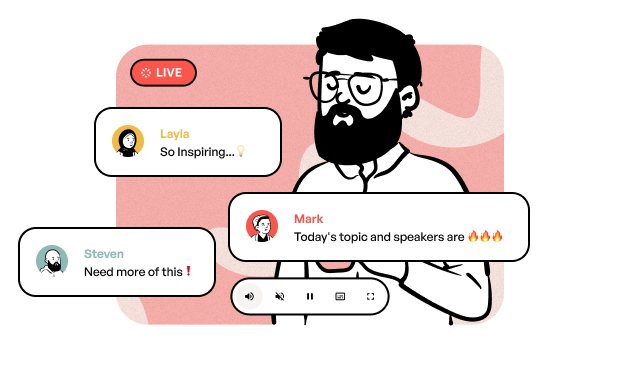 LIVE
Layla
So Inspiring...💡
Mark
Today's topic and speakers are 🔥🔥🔥
Steven
Need more of this ❗